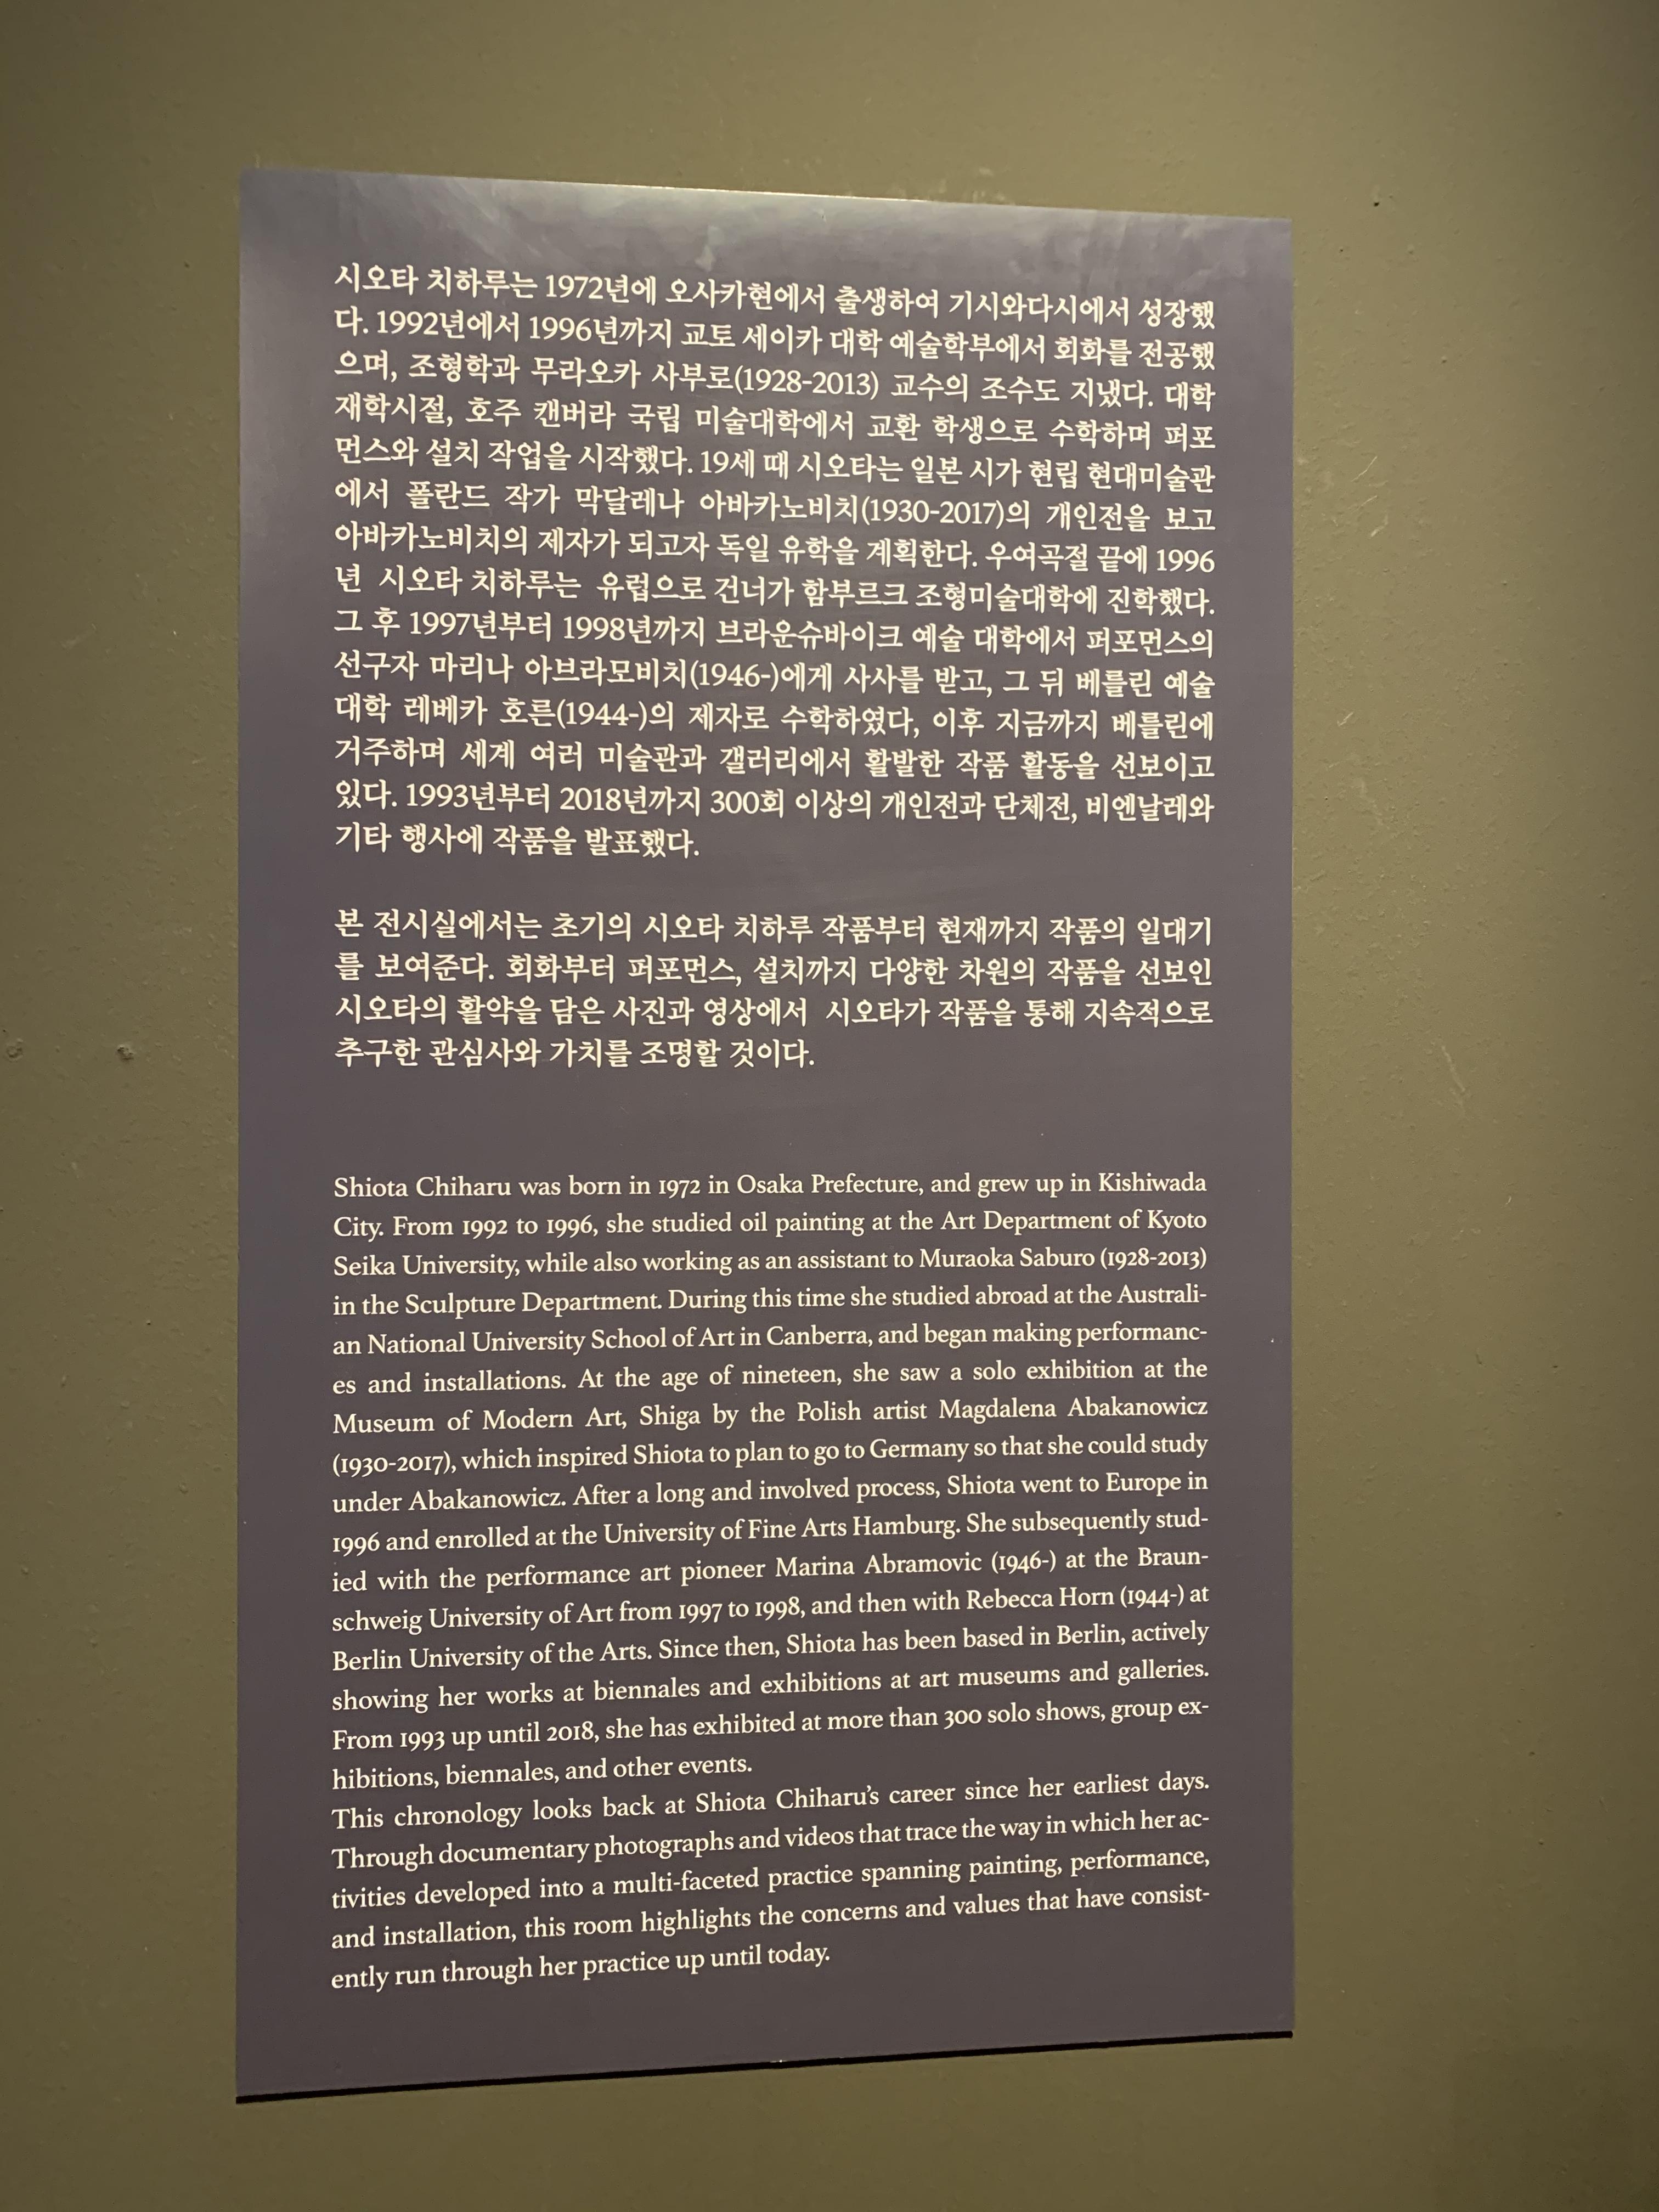 시오타 치하루는 1972년에 오사카현에서 출생하여 기시와다시에서 성장했
다. 1992년에서 1996년까지 교토 세이카 대학 예술학부에서 회화를 전공했
으며, 조형학과 무라오카 사부로(1928-2013) 교수의 조수도 지냈다. 대학
재학시절, 호주 캔버라 국립 미술대학에서 교환 학생으로 수학하며 퍼포
먼스와 설치 작업을 시작했다. 19세 때 시오타는 일본 시가 현립 현대미술관
에서 폴란드 작가 막달레나 아바카노비치(1930-2017)의 개인전을 보고
아바카노비치의 제자가 되고자 독일 유학을 계획한다. 우여곡절 끝에 1996
년 시오타 치하루는 유럽으로 건너가 함부르크 조형미술대학에 진학했다.
그 후 1997년부터 1998년까지 브라운슈바이크 예술 대학에서 퍼포먼스의
선구자 마리나 아브라모비치(1946-)에게 사사를 받고, 그 뒤 베를린 예술
대학 레베카 호른(1944-)의 제자로 수학하였다, 이후 지금까지 베를린에
거주하며 세계 여러 미술관과 갤러리에서 활발한 작품 활동을 선보이고
있다. 1993년부터 2018년까지 300회 이상의 개인전과 단체전, 비엔날레와
기타 행사에 작품을 발표했다.
본 전시실에서는 초기의 시오타 치하루 작품부터 현재까지 작품의 일대기
를 보여준다. 회화부터 퍼포먼스, 설치까지 다양한 차원의 작품을 선보인
시오타의 활약을 담은 사진과 영상에서 시오타가 작품을 통해 지속적으로
추구한 관심사와 가치를 조명할 것이다.
Shiota Chiharu was born in 1972 in Osaka Prefecture, and grew up in Kishiwada
City. From 1992 to 1996, she studied oil painting at the Art Department of Kyoto
Seika University, while also working as an assistant to Muraoka Saburo (1928-2013)
in the Sculpture Department. During this time she studied abroad at the Australi-
an National University School of Art in Canberra, and began making performanc-
es and installations. At the age of nineteen, she saw a solo exhibition at the
Museum of Modern Art, Shiga by the Polish artist Magdalena Abakanowicz
(1930-2017), which inspired Shiota to plan to go to Germany so that she could study
under Abakanowicz. After a long and involved process, Shiota went to Europe in
1996 and enrolled at the University of Fine Arts Hamburg. She subsequently stud-
ied with the performance art pioneer Marina Abramovic (1946-) at the Braun-
schweig University of Art from 1997 to 1998, and then with Rebecca Horn (1944-) at
Berlin University of the Arts. Since then, Shiota has been based in Berlin, actively
showing her works at biennales and exhibitions at art museums and galleries.
From 1993 up until 2018, she has exhibited at more than 300 solo shows, group ex-
hibitions, biennales, and other events.
This chronology looks back at Shiota Chiharu's career since her earliest days.
Through documentary photographs and videos that trace the way in which her ac-
tivities developed into a multi-faceted practice spanning painting, performance,
and installation, this room highlights the concerns and values that have consist-
ently run through her practice up until today.